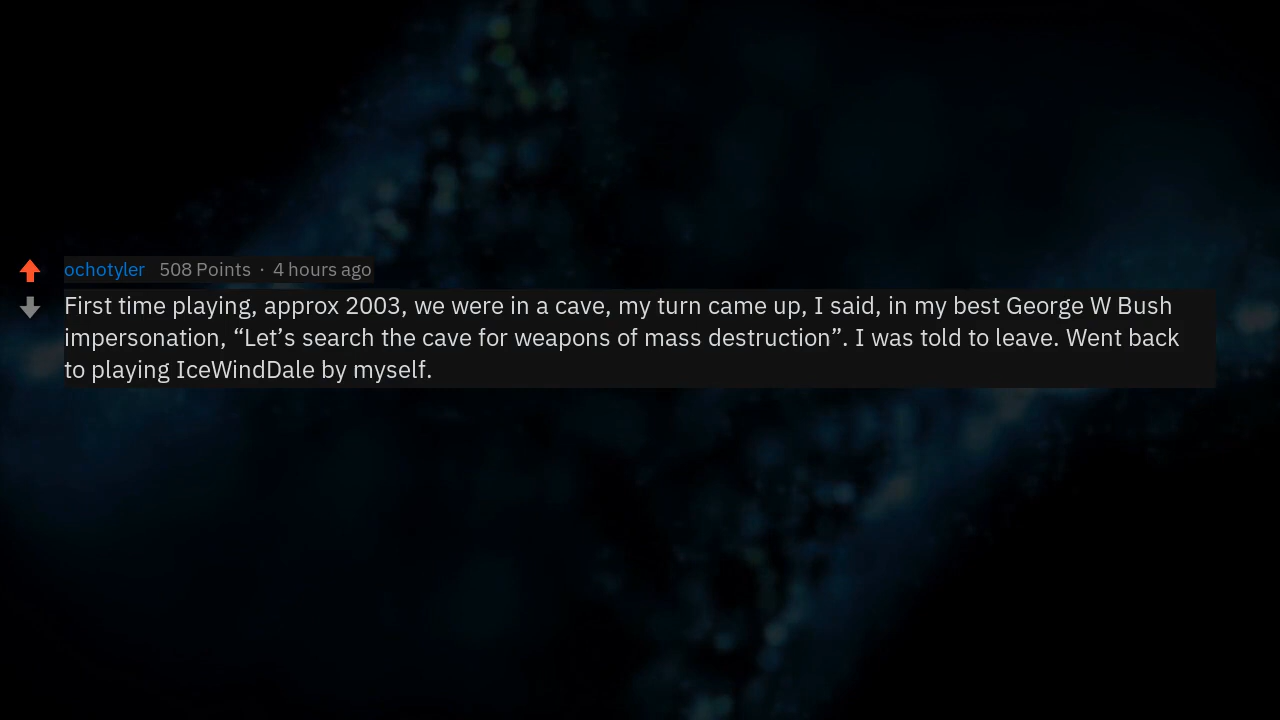 ochotyler 508 Points · 4 hours ago
First time playing, approx 2003, we were in a cave, my turn came up, I said, in my best George W Bush
impersonation, “Let’s search the cave for weapons of mass destruction”. I was told to leave. Went back
to playing IceWindDale by myself.